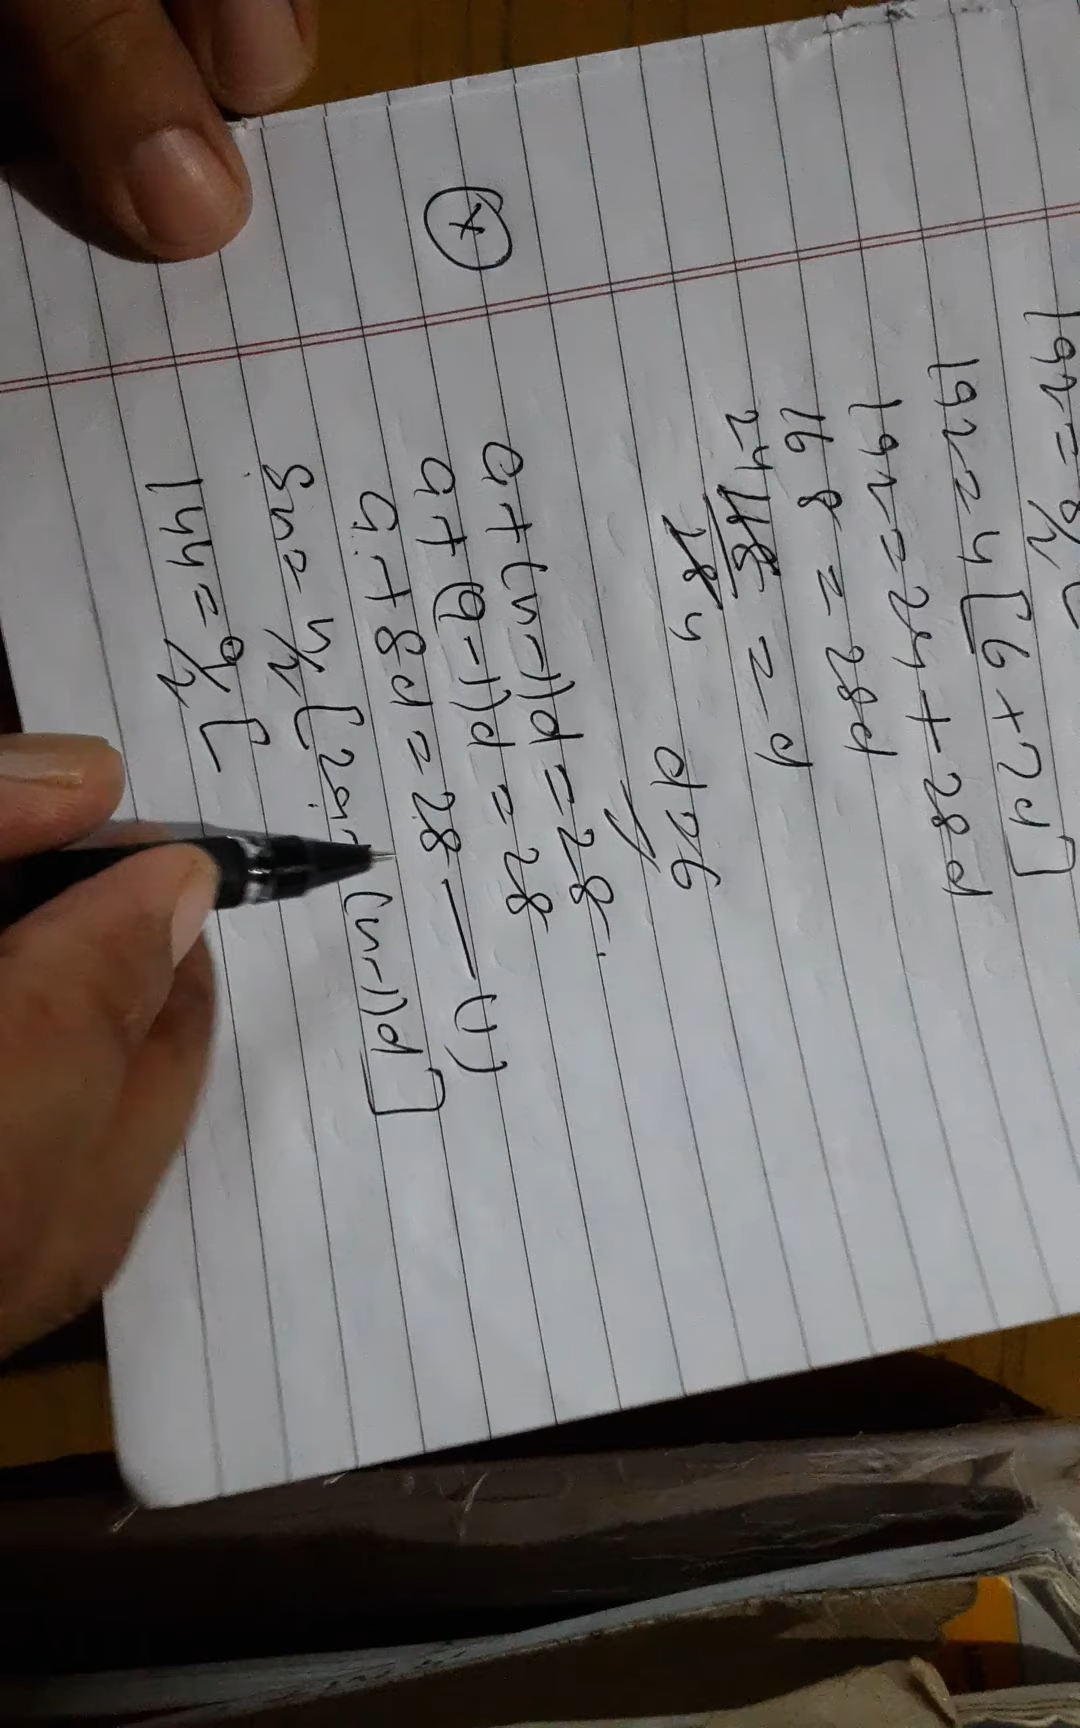 192 = 8/2 [
192 = 4 [6 + 7d]
192 = 24 + 28d
168 = 28d
24 168/28 4 = d
d = 6
(x) a + (n-1)d = 28.
a + (9-1)d = 28
a + 8d = 28 — (1)
Sn = n/2 [2a+ (n-1)d]
144 = 9/2 [